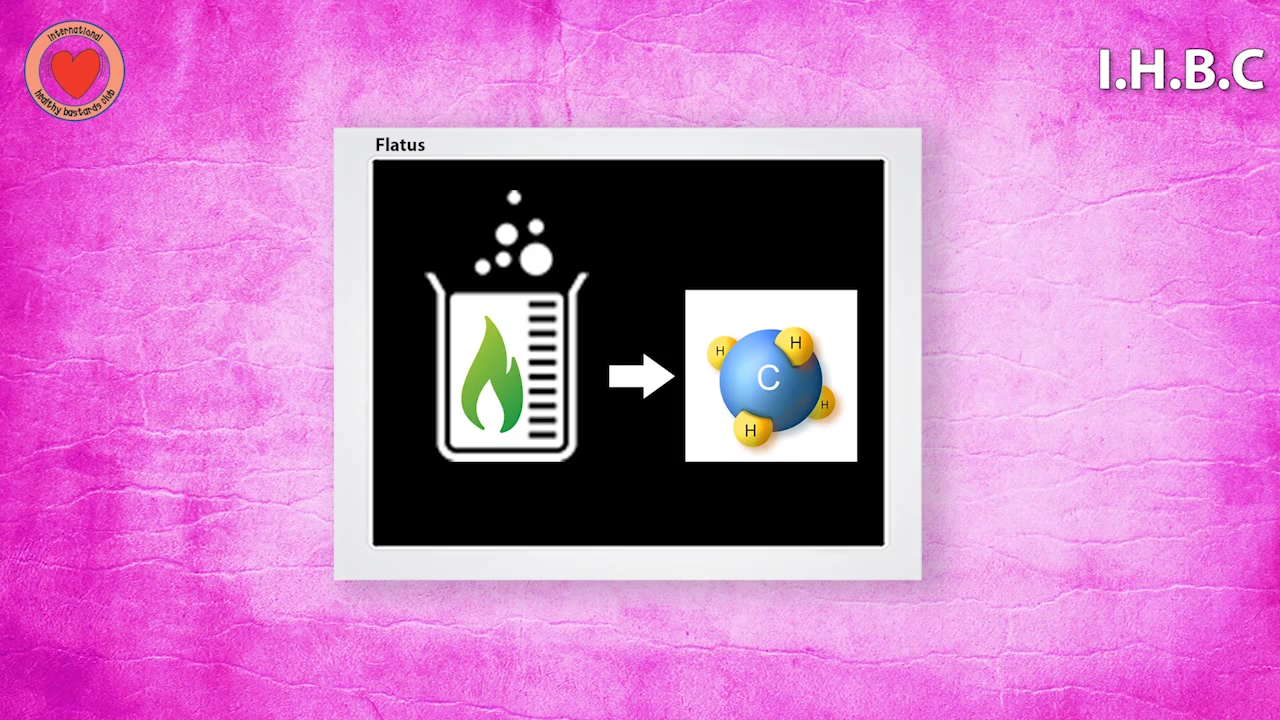 international
healthy bastards club
I.H.B.C
Flatus
H
H
C
H
H